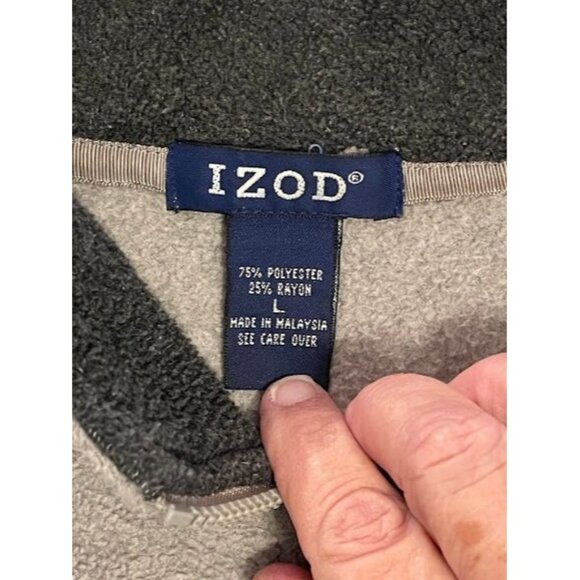 IZOD®
75% POLYESTER
25% RAYON
L
MADE IN MALAYSIA
SEE CARE OVER